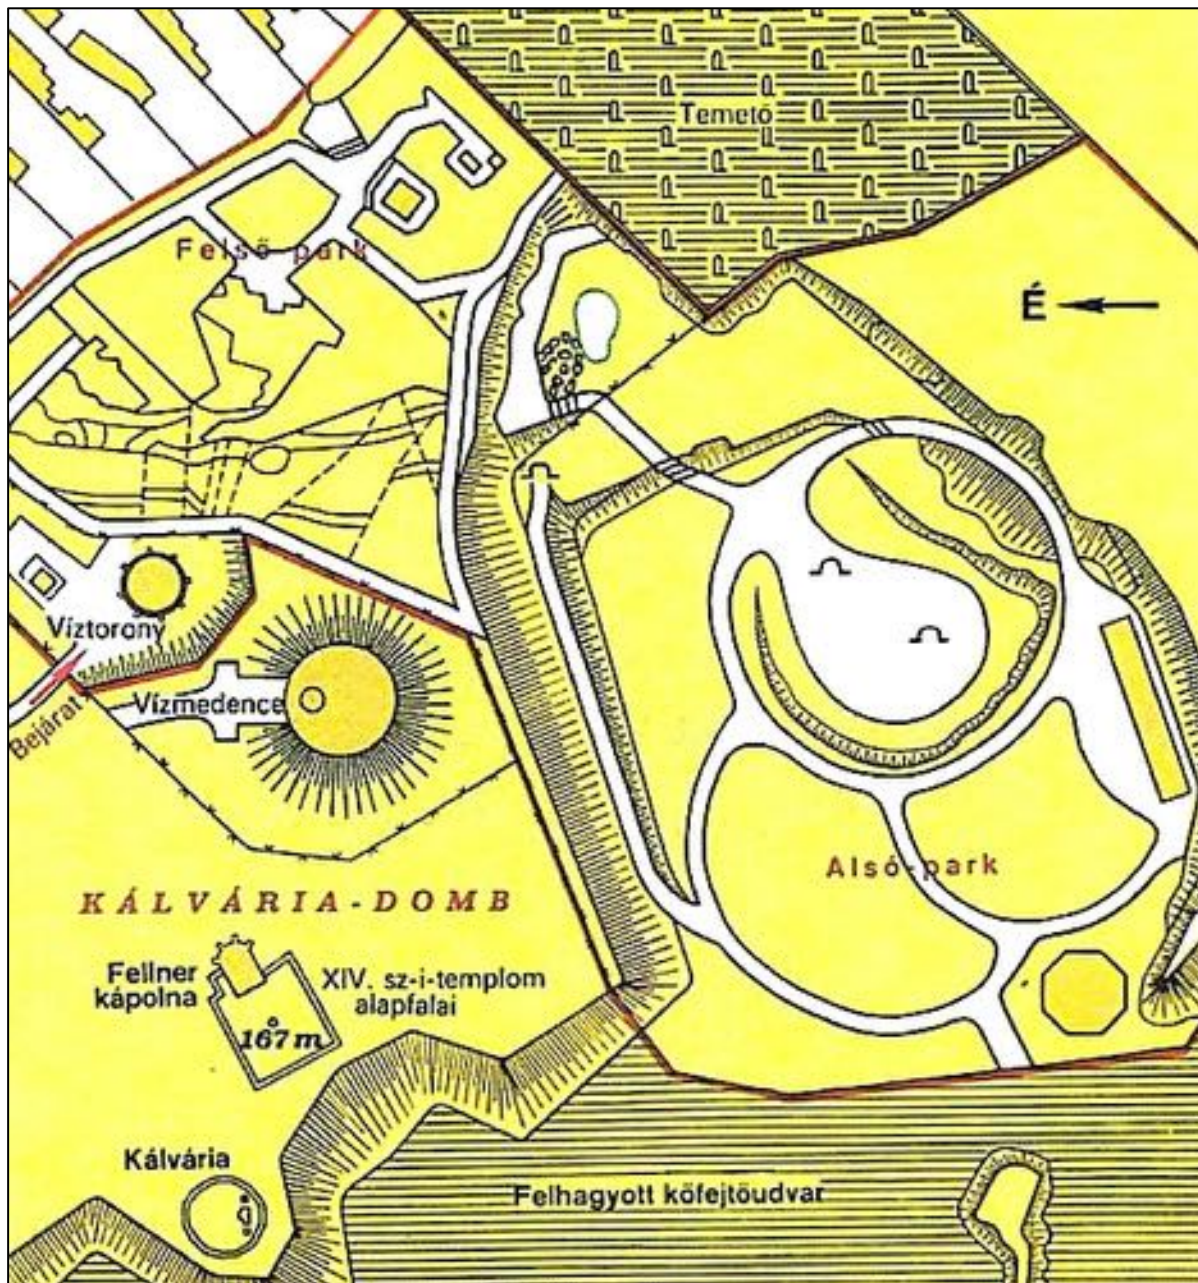 Temető
Felső-park
É
Víztorony
Vízmedence
Bejárat
Alsó-park
KÁLVÁRIA-DOMB
Fellner
kápolna
XIV. sz-i-templom
alapfalai
167 m
Kálvária
Felhagyott kőfejtőudvar